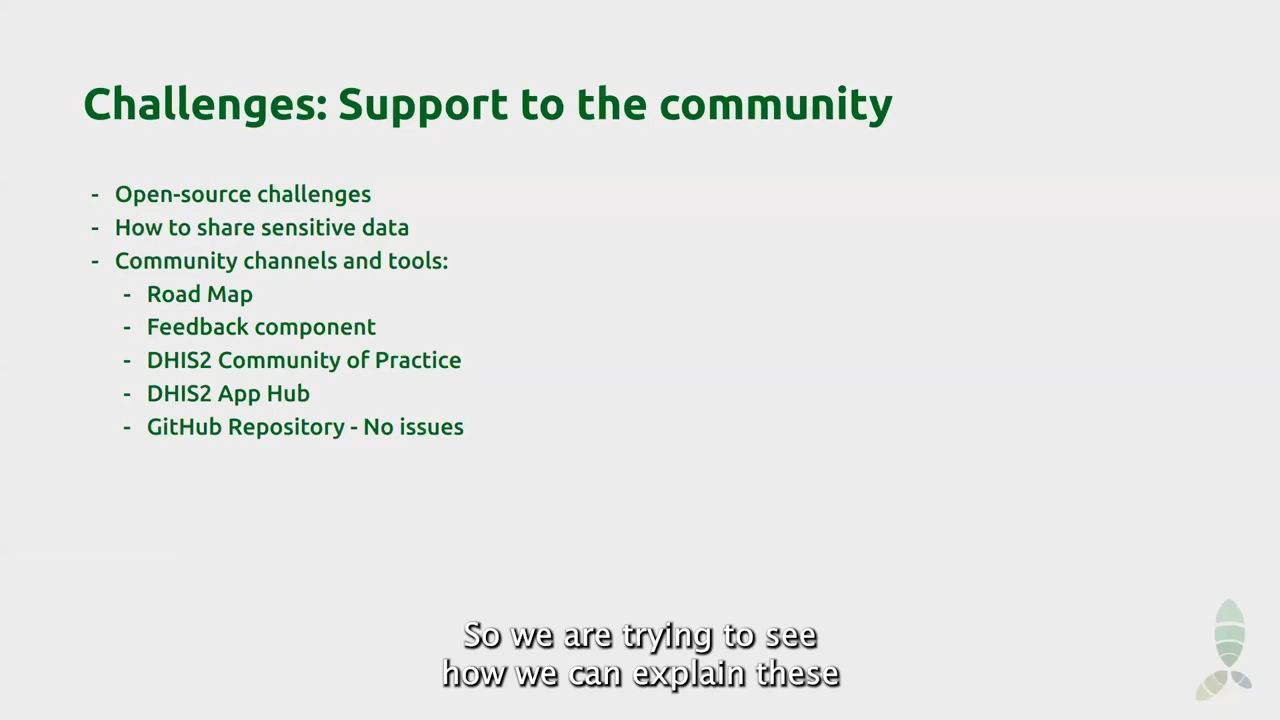 Challenges: Support to the community
- Open-source challenges
- How to share sensitive data
- Community channels and tools:
- Road Map
- Feedback component
- DHIS2 Community of Practice
- DHIS2 App Hub
- GitHub Repository - No issues
So we are trying to see
how we can explain these